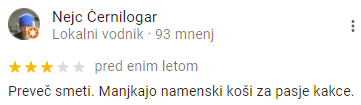 Nejc Černilogar
Lokalni vodnik · 93 mnenj
pred enim letom
Preveč smeti. Manjkajo namenski koši za pasje kakce.